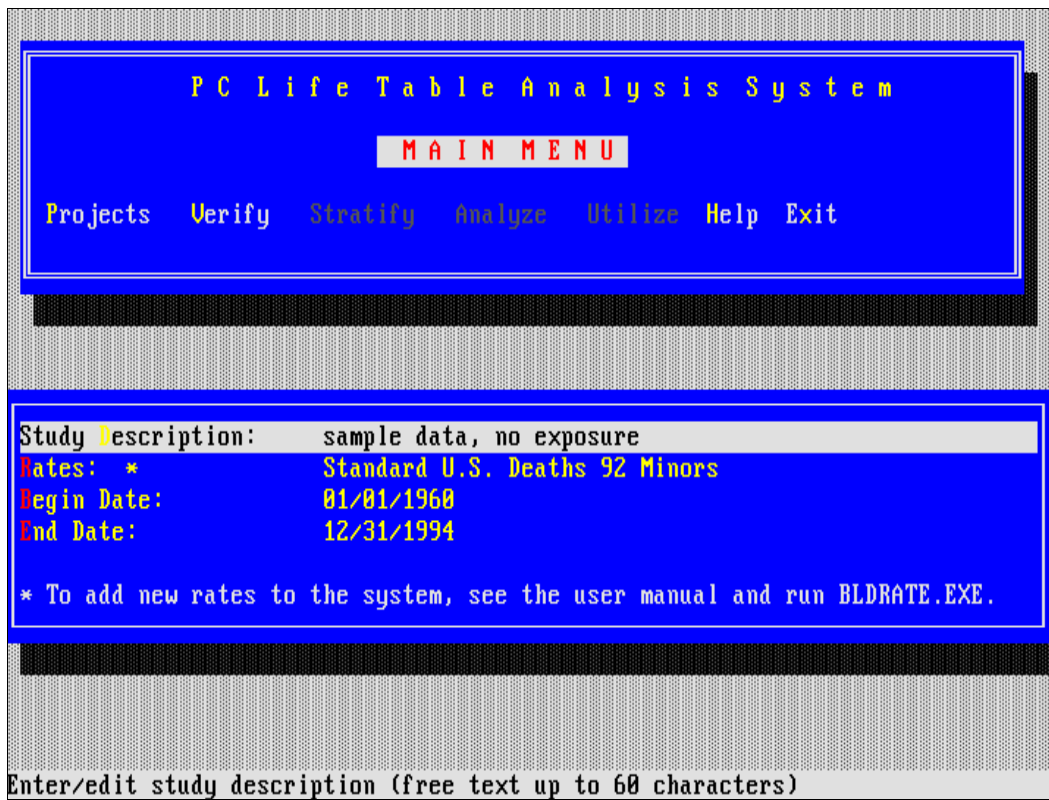 PC Life Table Analysis System
MAIN MENU
Projects Verify Stratify Analyze Utilize Help Exit
Study Description: sample data, no exposure
Rates: * Standard U.S. Deaths 92 Minors
Begin Date: 01/01/1960
End Date: 12/31/1994
* To add new rates to the system, see the user manual and run BLDRATE.EXE.
Enter/edit study description (free text up to 60 characters)